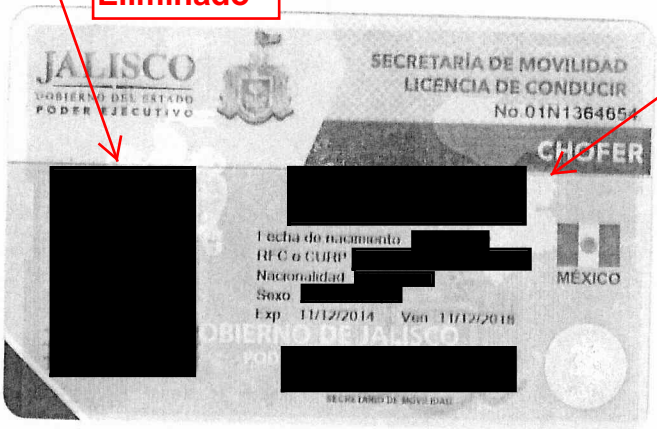 Eliminado
JALISCO
GOBIERNO DEL ESTADO
PODER EJECUTIVO
SECRETARÍA DE MOVILIDAD
LICENCIA DE CONDUCIR
No.01N1364654
CHOFER
Fecha de nacimiento
RFC o CURP
Nacionalidad
Sexo
Exp 11/12/2014 Ven 11/12/2018
MÉXICO
GOBIERNO DE JALISCO
POD
SECRETARIO DE MOVILIDAD